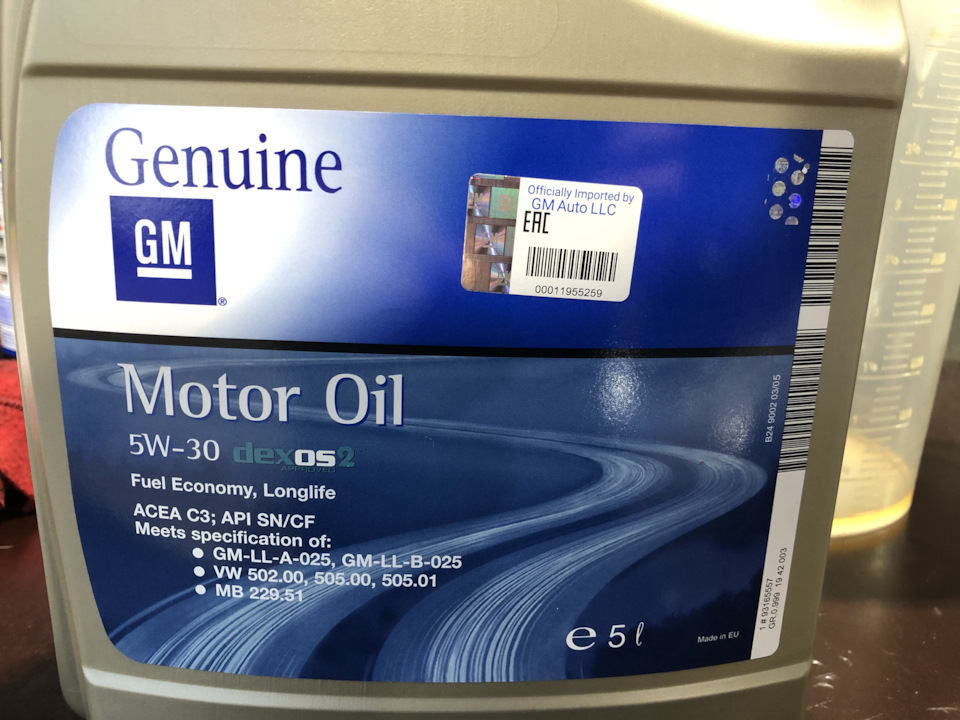 Genuine
GM
®
Officially Imported by
GM Auto LLC
EAC
00011955259
Motor Oil
5W-30 dexos2
APPROVED
Fuel Economy, Longlife
ACEA C3; API SN/CF
Meets specification of:
● GM-LL-A-025, GM-LL-B-025
● VW 502.00, 505.00, 505.01
● MB 229.51
e 5 ℓ
Made in EU
B24 9002 03/05
1 # 93165557
GR.0.999 19 42 003